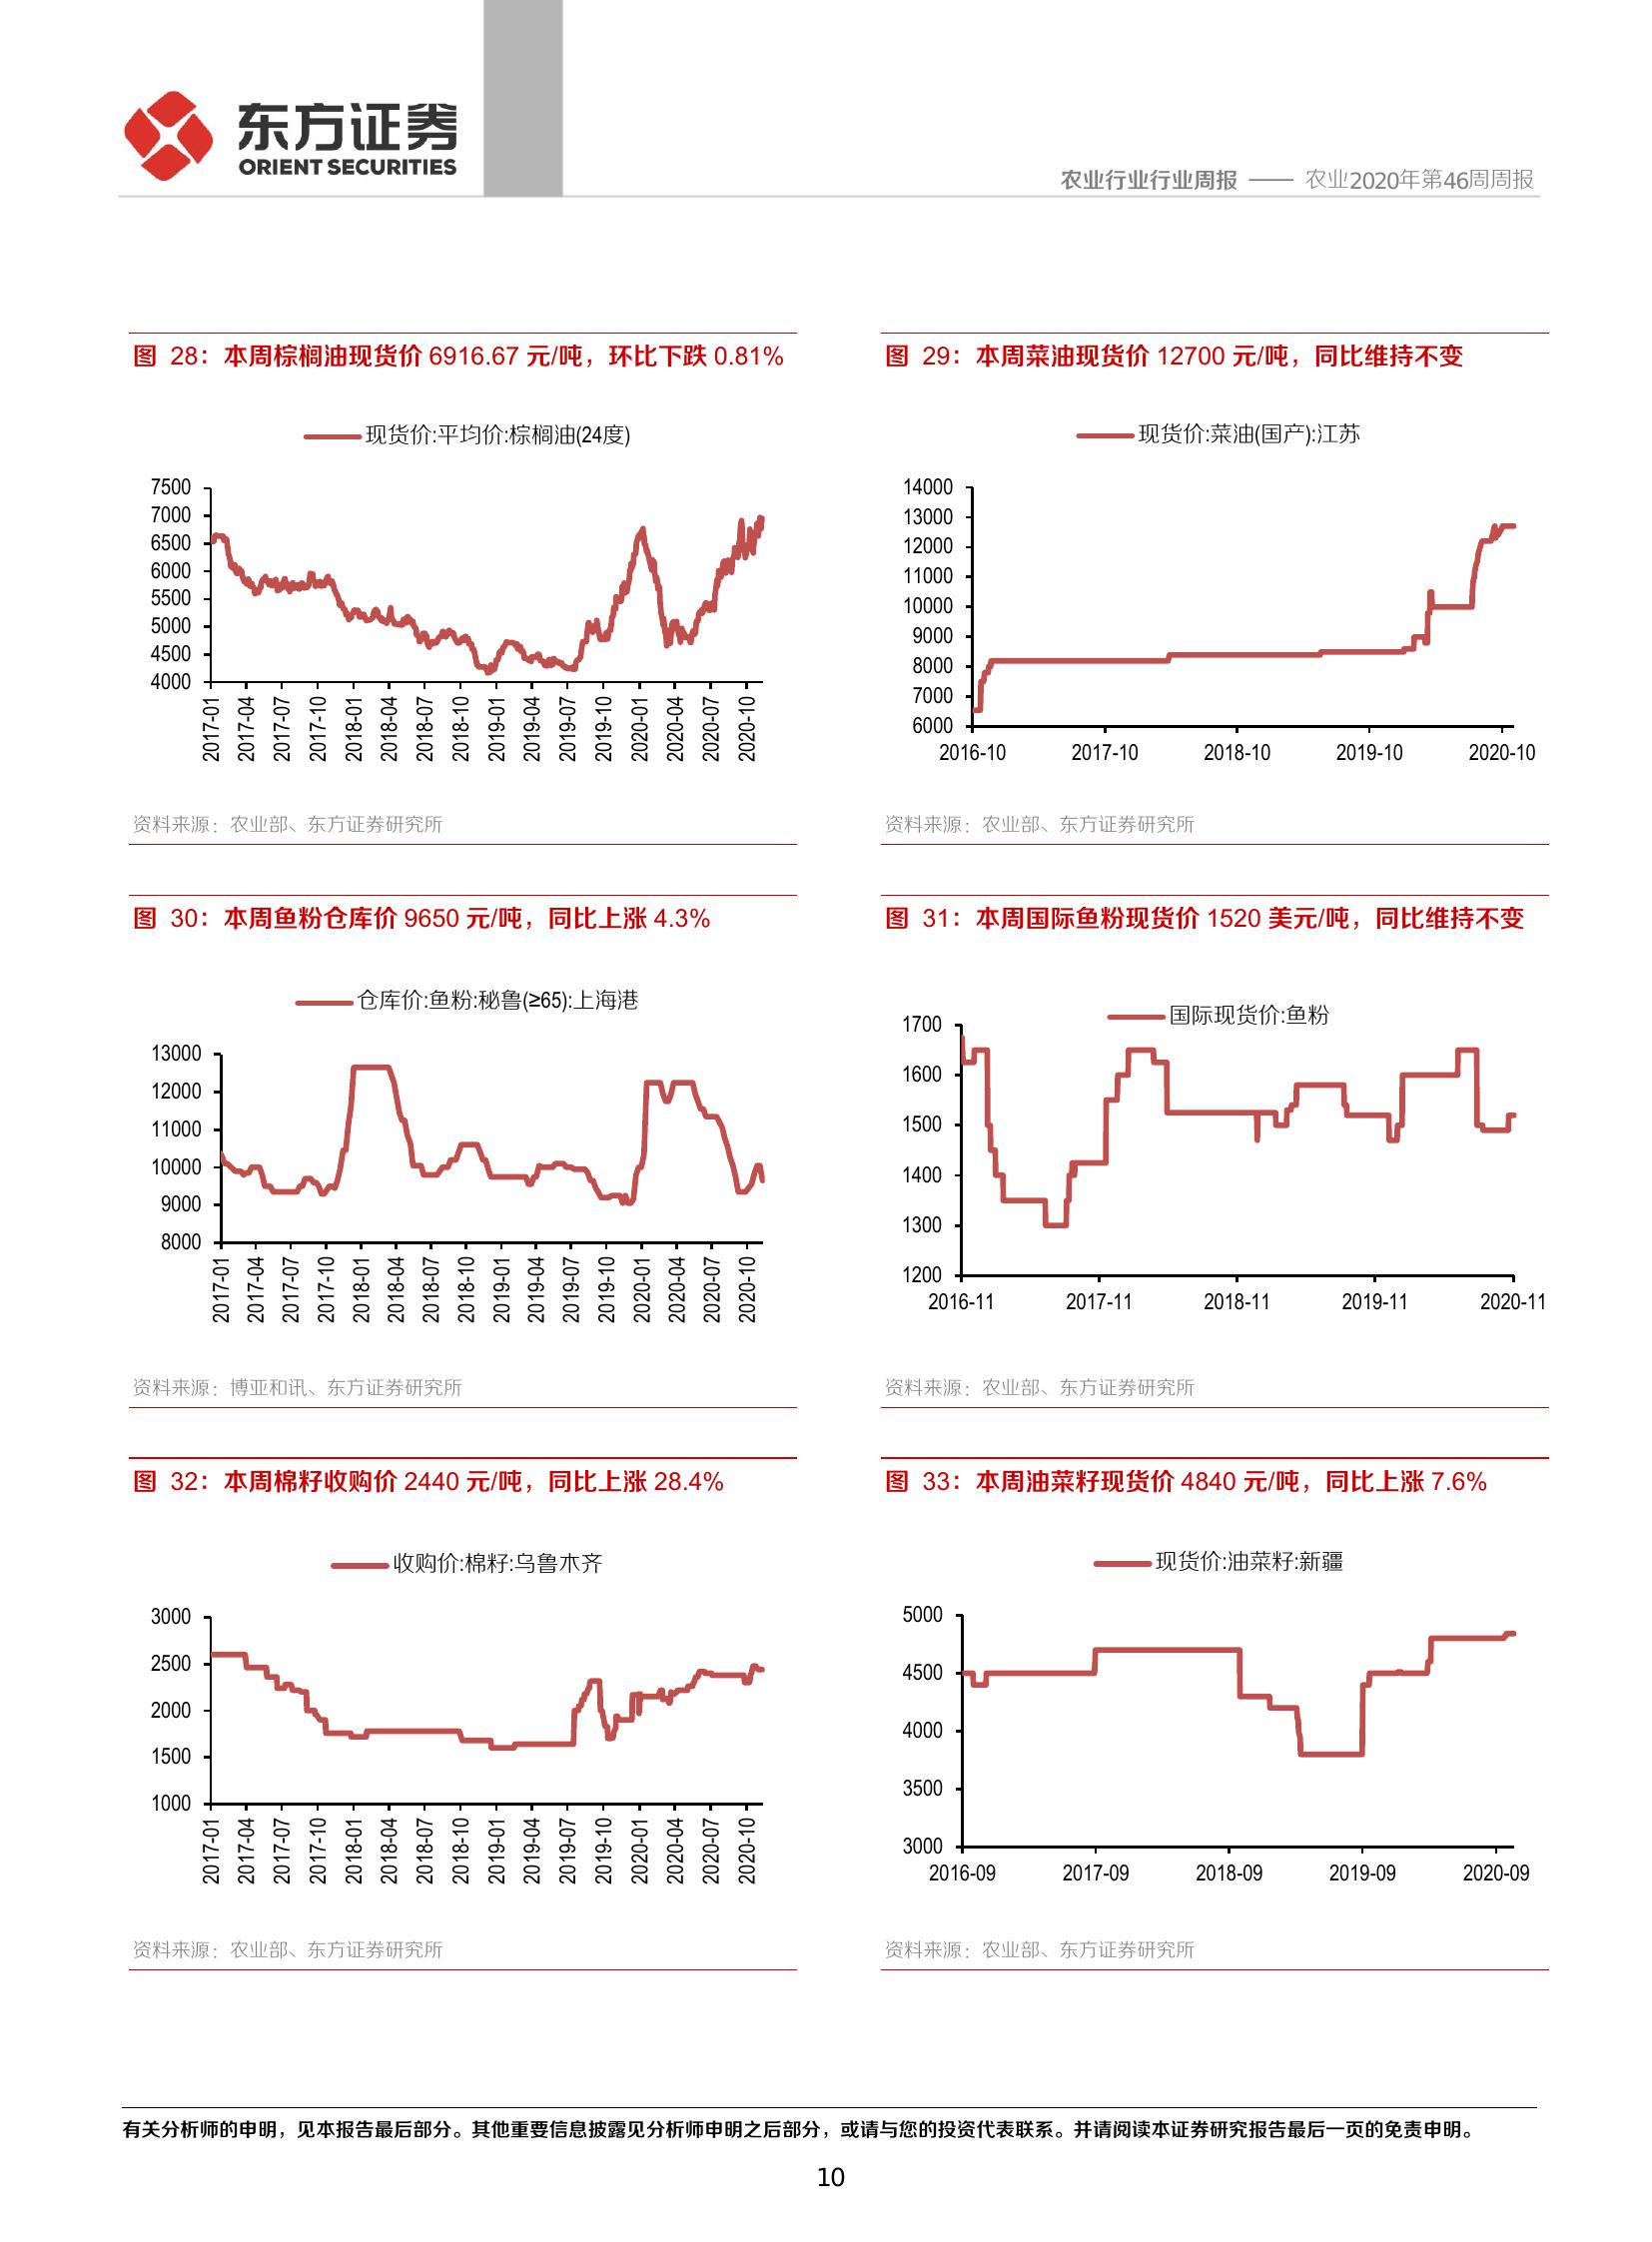 东方证券
ORIENT SECURITIES
农业行业行业周报 —— 农业2020年第46周周报
图 28：本周棕榈油现货价 6916.67 元/吨，环比下跌 0.81%
现货价:平均价:棕榈油(24度)
7500
7000
6500
6000
5500
5000
4500
4000
2017-01 2017-04 2017-07 2017-10 2018-01 2018-04 2018-07 2018-10 2019-01 2019-04 2019-07 2019-10 2020-01 2020-04 2020-07 2020-10
资料来源：农业部、东方证券研究所
图 29：本周菜油现货价 12700 元/吨，同比维持不变
现货价:菜油(国产):江苏
14000
13000
12000
11000
10000
9000
8000
7000
6000
2016-10 2017-10 2018-10 2019-10 2020-10
资料来源：农业部、东方证券研究所
图 30：本周鱼粉仓库价 9650 元/吨，同比上涨 4.3%
仓库价:鱼粉:秘鲁(≥65):上海港
13000
12000
11000
10000
9000
8000
2017-01 2017-04 2017-07 2017-10 2018-01 2018-04 2018-07 2018-10 2019-01 2019-04 2019-07 2019-10 2020-01 2020-04 2020-07 2020-10
资料来源：博亚和讯、东方证券研究所
图 31：本周国际鱼粉现货价 1520 美元/吨，同比维持不变
国际现货价:鱼粉
1700
1600
1500
1400
1300
1200
2016-11 2017-11 2018-11 2019-11 2020-11
资料来源：农业部、东方证券研究所
图 32：本周棉籽收购价 2440 元/吨，同比上涨 28.4%
收购价:棉籽:乌鲁木齐
3000
2500
2000
1500
1000
2017-01 2017-04 2017-07 2017-10 2018-01 2018-04 2018-07 2018-10 2019-01 2019-04 2019-07 2019-10 2020-01 2020-04 2020-07 2020-10
资料来源：农业部、东方证券研究所
图 33：本周油菜籽现货价 4840 元/吨，同比上涨 7.6%
现货价:油菜籽:新疆
5000
4500
4000
3500
3000
2016-09 2017-09 2018-09 2019-09 2020-09
资料来源：农业部、东方证券研究所
有关分析师的申明，见本报告最后部分。其他重要信息披露见分析师申明之后部分，或请与您的投资代表联系。并请阅读本证券研究报告最后一页的免责申明。
10